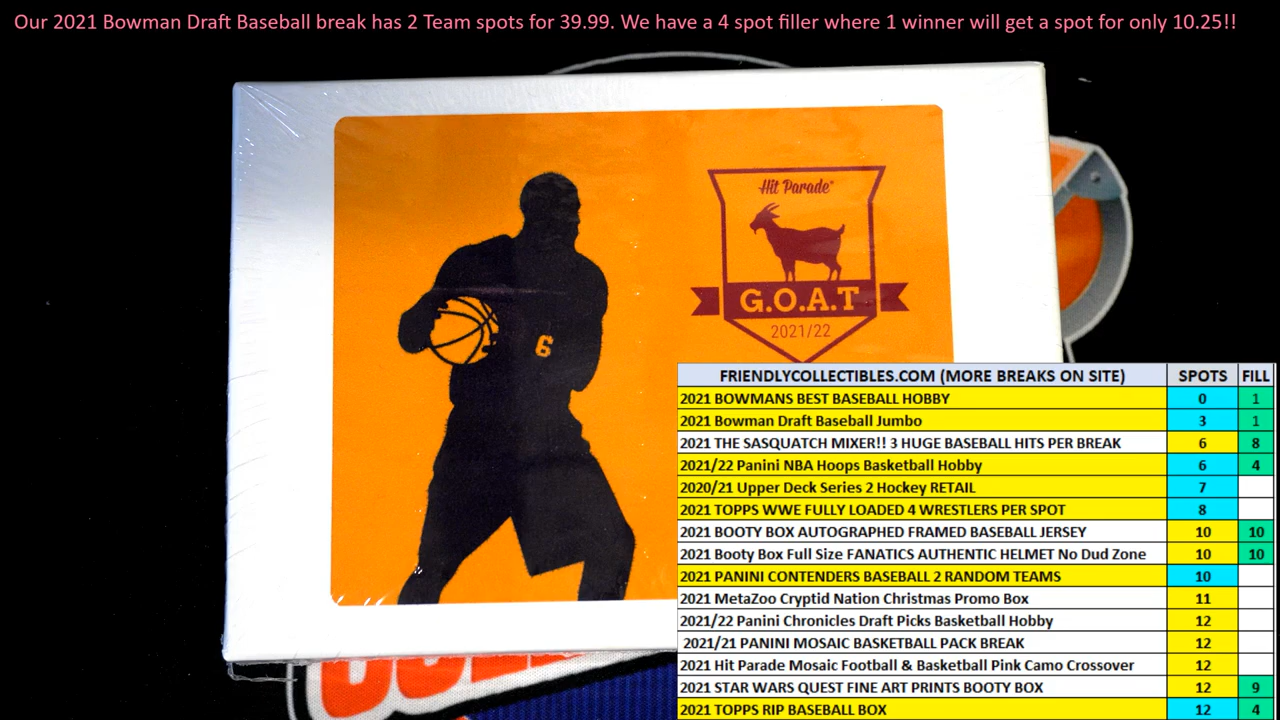 Our 2021 Bowman Draft Baseball break has 2 Team spots for 39.99. We have a 4 spot filler where 1 winner will get a spot for only 10.25!!
Hit Parade
G.O.A.T
2021/22
6
FRIENDLYCOLLECTIBLES.COM (MORE BREAKS ON SITE) SPOTS FILL
2021 BOWMANS BEST BASEBALL HOBBY 0 1
2021 Bowman Draft Baseball Jumbo 3 1
2021 THE SASQUATCH MIXER!! 3 HUGE BASEBALL HITS PER BREAK 6 8
2021/22 Panini NBA Hoops Basketball Hobby 6 4
2020/21 Upper Deck Series 2 Hockey RETAIL 7
2021 TOPPS WWE FULLY LOADED 4 WRESTLERS PER SPOT 8
2021 BOOTY BOX AUTOGRAPHED FRAMED BASEBALL JERSEY 10 10
2021 Booty Box Full Size FANATICS AUTHENTIC HELMET No Dud Zone 10 10
2021 PANINI CONTENDERS BASEBALL 2 RANDOM TEAMS 10
2021 MetaZoo Cryptid Nation Christmas Promo Box 11
2021/22 Panini Chronicles Draft Picks Basketball Hobby 12
2021/21 PANINI MOSAIC BASKETBALL PACK BREAK 12
2021 Hit Parade Mosaic Football & Basketball Pink Camo Crossover 12
2021 STAR WARS QUEST FINE ART PRINTS BOOTY BOX 12 9
2021 TOPPS RIP BASEBALL BOX 12 4